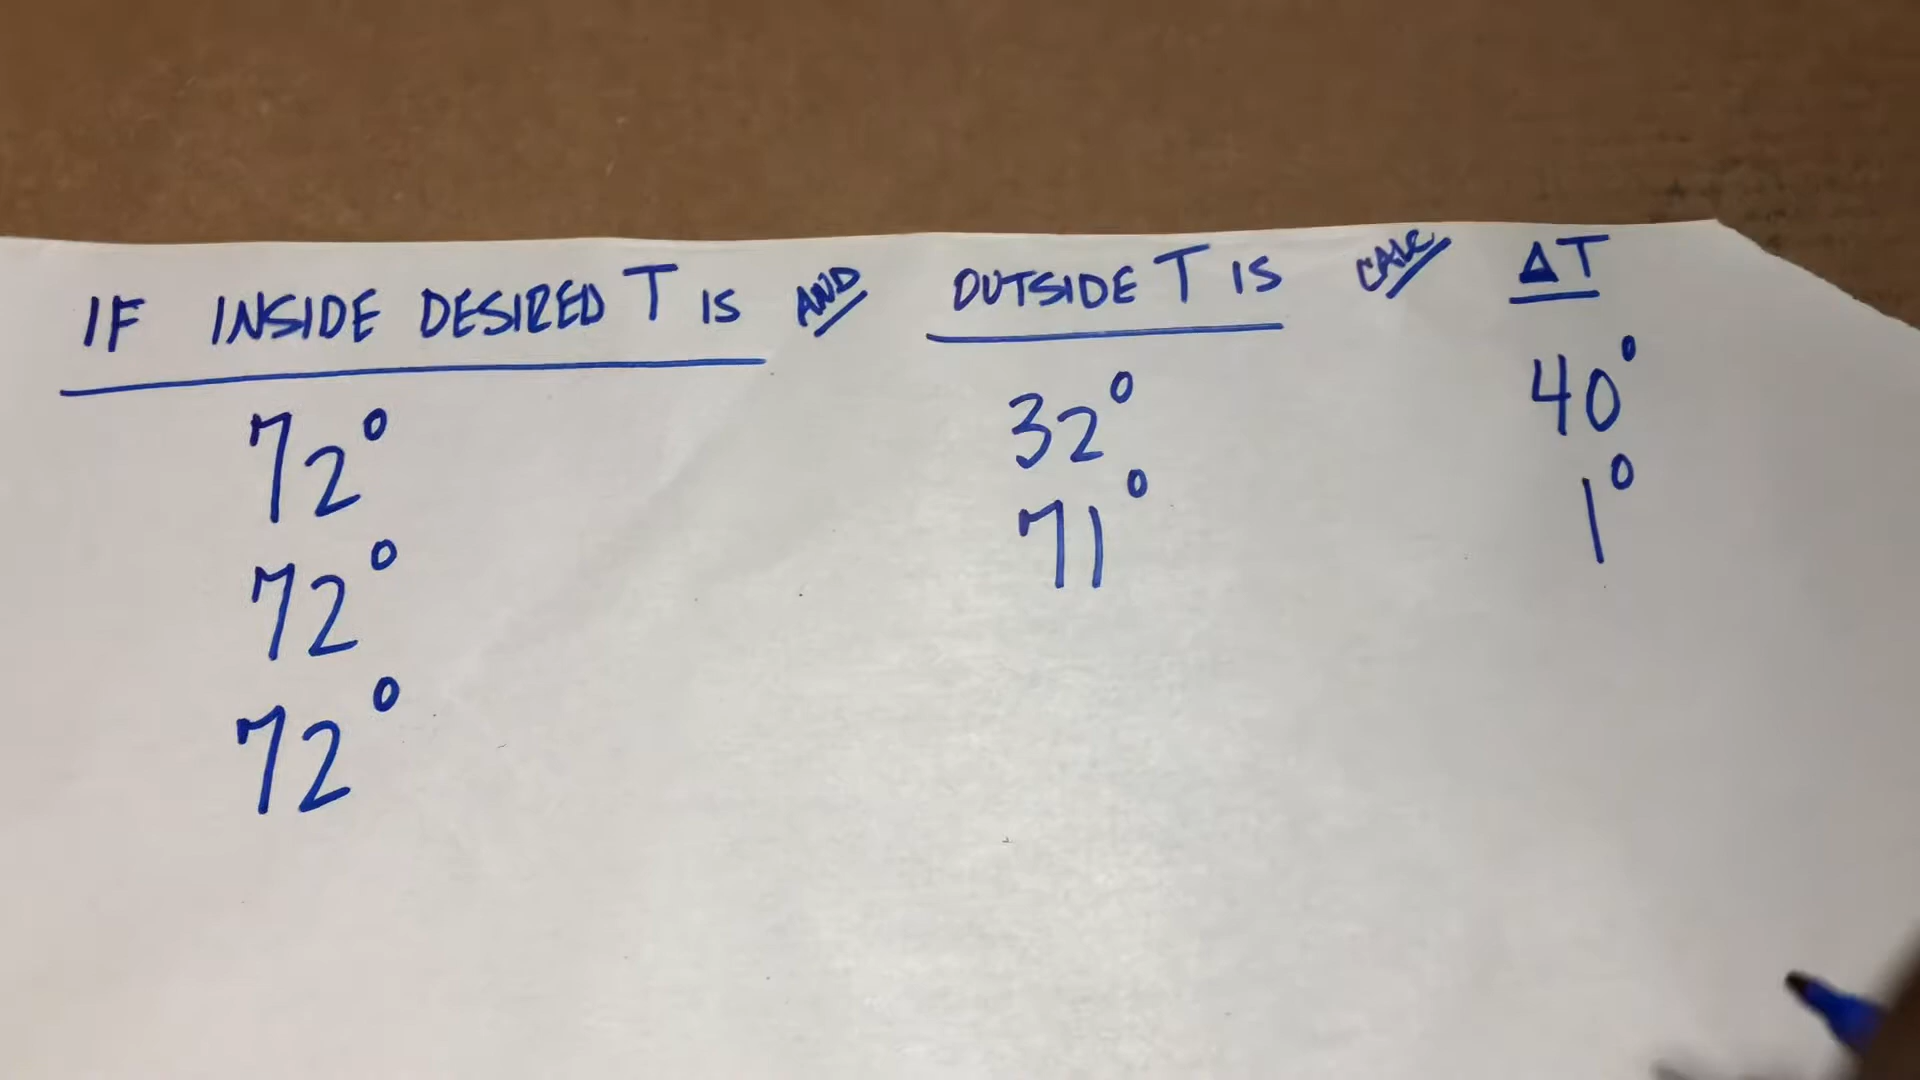 IF INSIDE DESIRED T IS AND OUTSIDE T IS CALC ΔT
72° 32° 40°
72° 71° 1°
72°